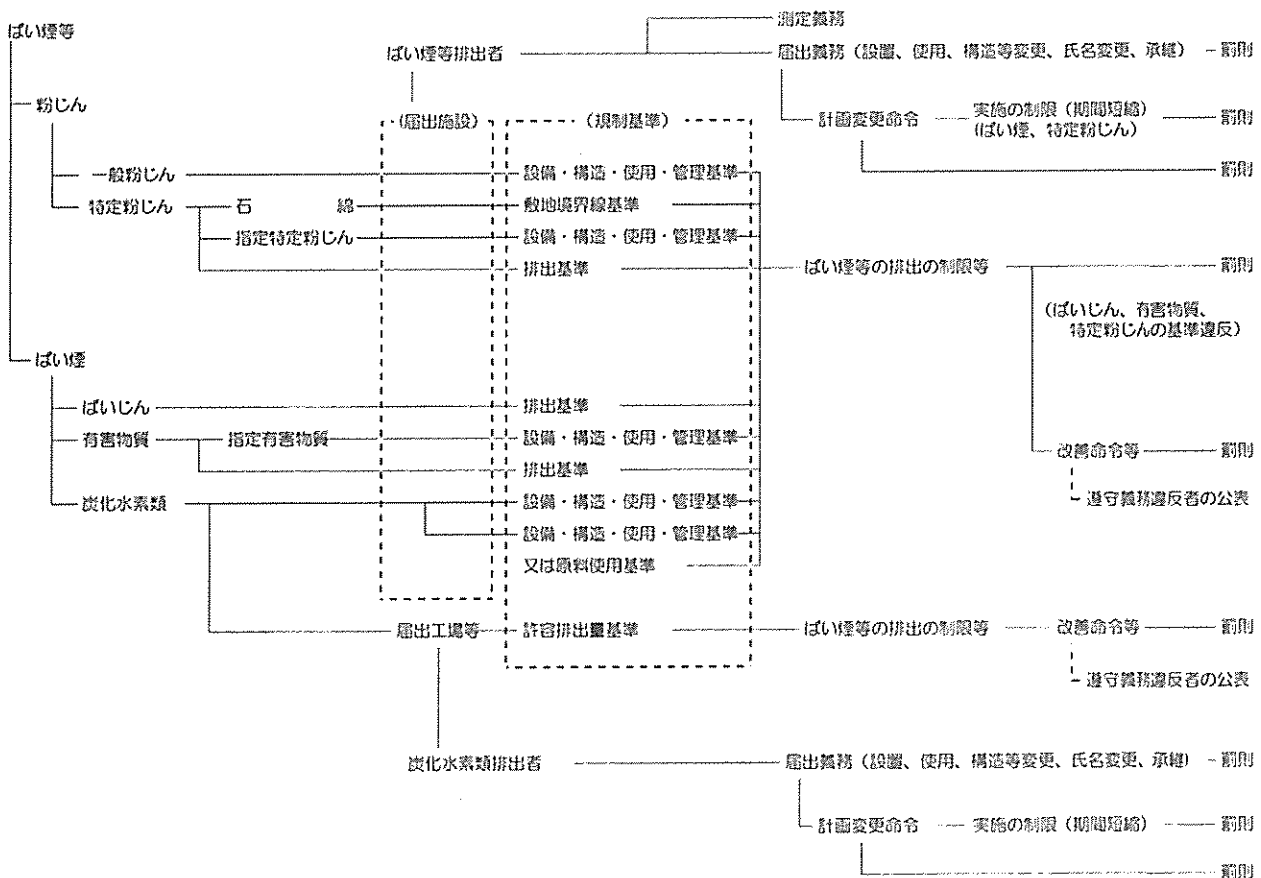 ばい煙等
測定義務
ばい煙等排出者
届出義務（設置、使用、構造等変更、氏名変更、承継）
罰則
粉じん
（届出施設）
（規制基準）
計画変更命令
実施の制限（期間短縮）
（ばい煙、特定粉じん）
罰則
一般粉じん
設備・構造・使用・管理基準
罰則
特定粉じん
石　綿
敷地境界線基準
指定特定粉じん
設備・構造・使用・管理基準
排出基準
ばい煙等の排出の制限等
罰則
（ばいじん、有害物質、
特定粉じんの基準違反）
ばい煙
ばいじん
排出基準
有害物質
指定有害物質
設備・構造・使用・管理基準
改善命令等
罰則
排出基準
炭化水素類
設備・構造・使用・管理基準
遵守義務違反者の公表
設備・構造・使用・管理基準
又は原料使用基準
届出工場等
許容排出量基準
ばい煙等の排出の制限等
改善命令等
罰則
遵守義務違反者の公表
炭化水素類排出者
届出義務（設置、使用、構造等変更、氏名変更、承継）
罰則
計画変更命令
実施の制限（期間短縮）
罰則
罰則